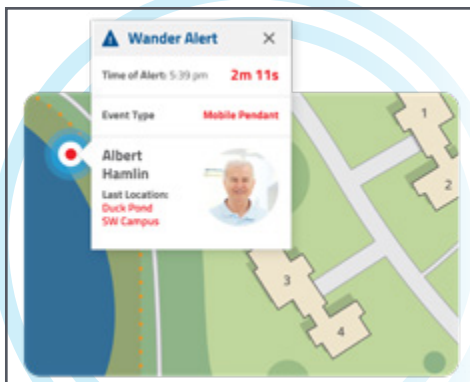 Wander Alert
Time of Alert: 5:39 pm 2m 11s
Event Type Mobile Pendant
Albert
Hamlin
Last Location:
Duck Pond
SW Campus
1
2
3
4